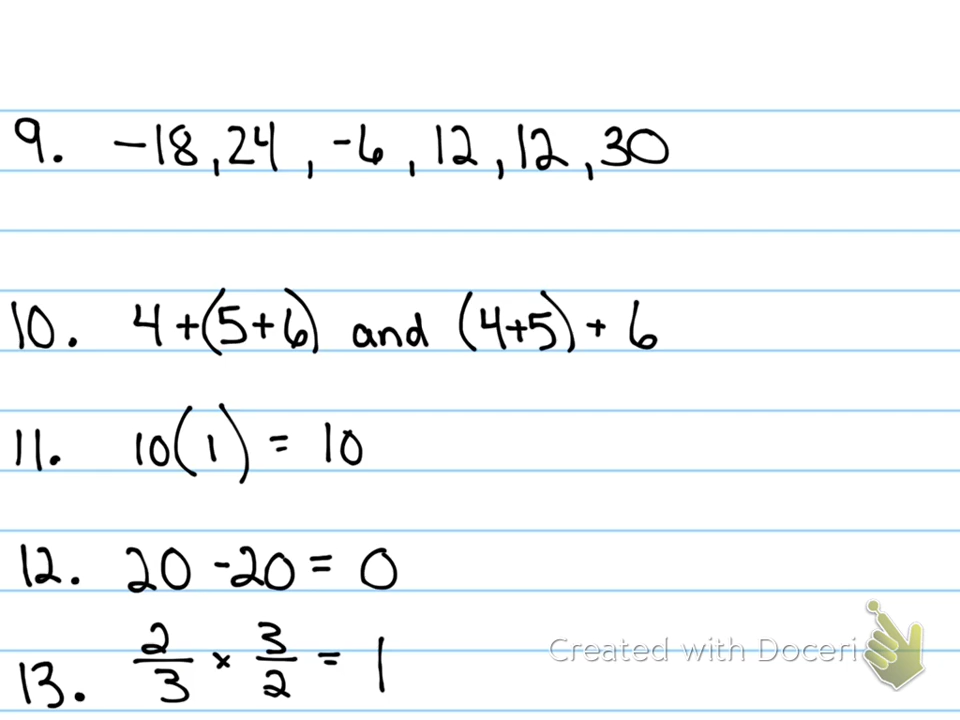 9. -18, 24, -6, 12, 12, 30
10. 4+(5+6) and (4+5)+6
11. 10(1) = 10
12. 20 -20 = 0
13. 2/3 × 3/2 = 1
Created with Doceri